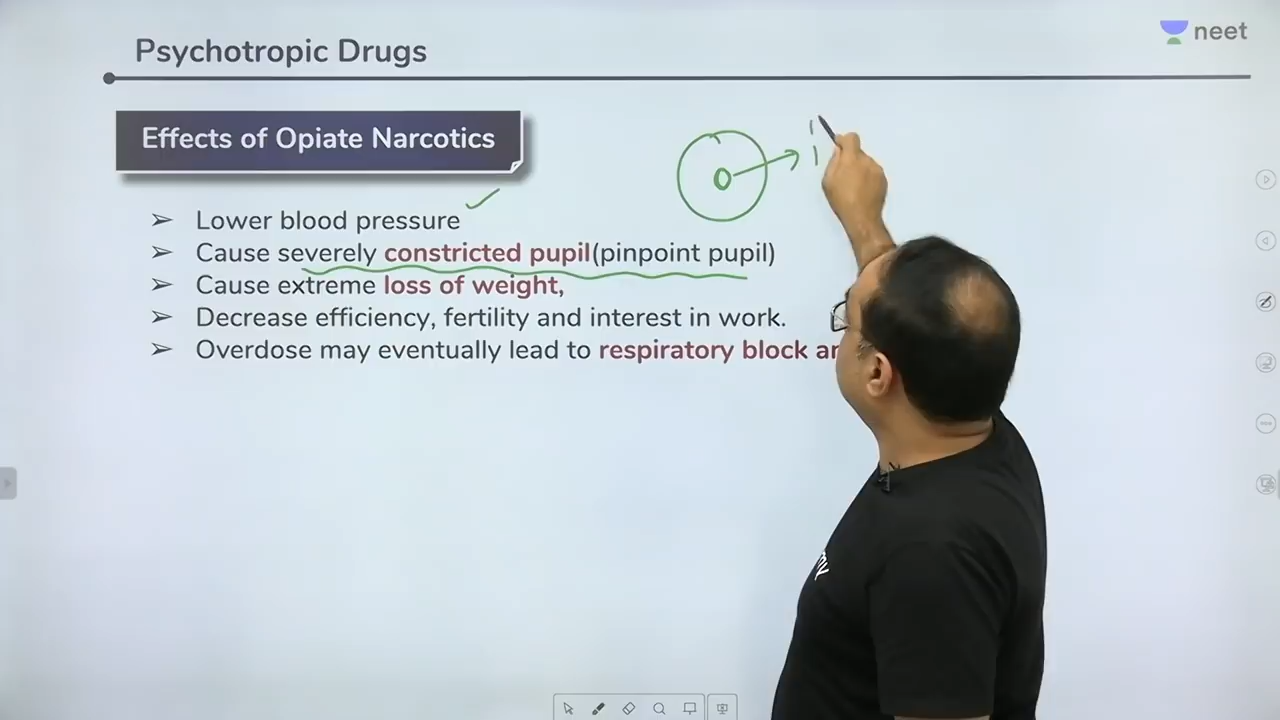 Psychotropic Drugs
neet
Effects of Opiate Narcotics
➢ Lower blood pressure
➢ Cause severely constricted pupil(pinpoint pupil)
➢ Cause extreme loss of weight,
➢ Decrease efficiency, fertility and interest in work.
➢ Overdose may eventually lead to respiratory block